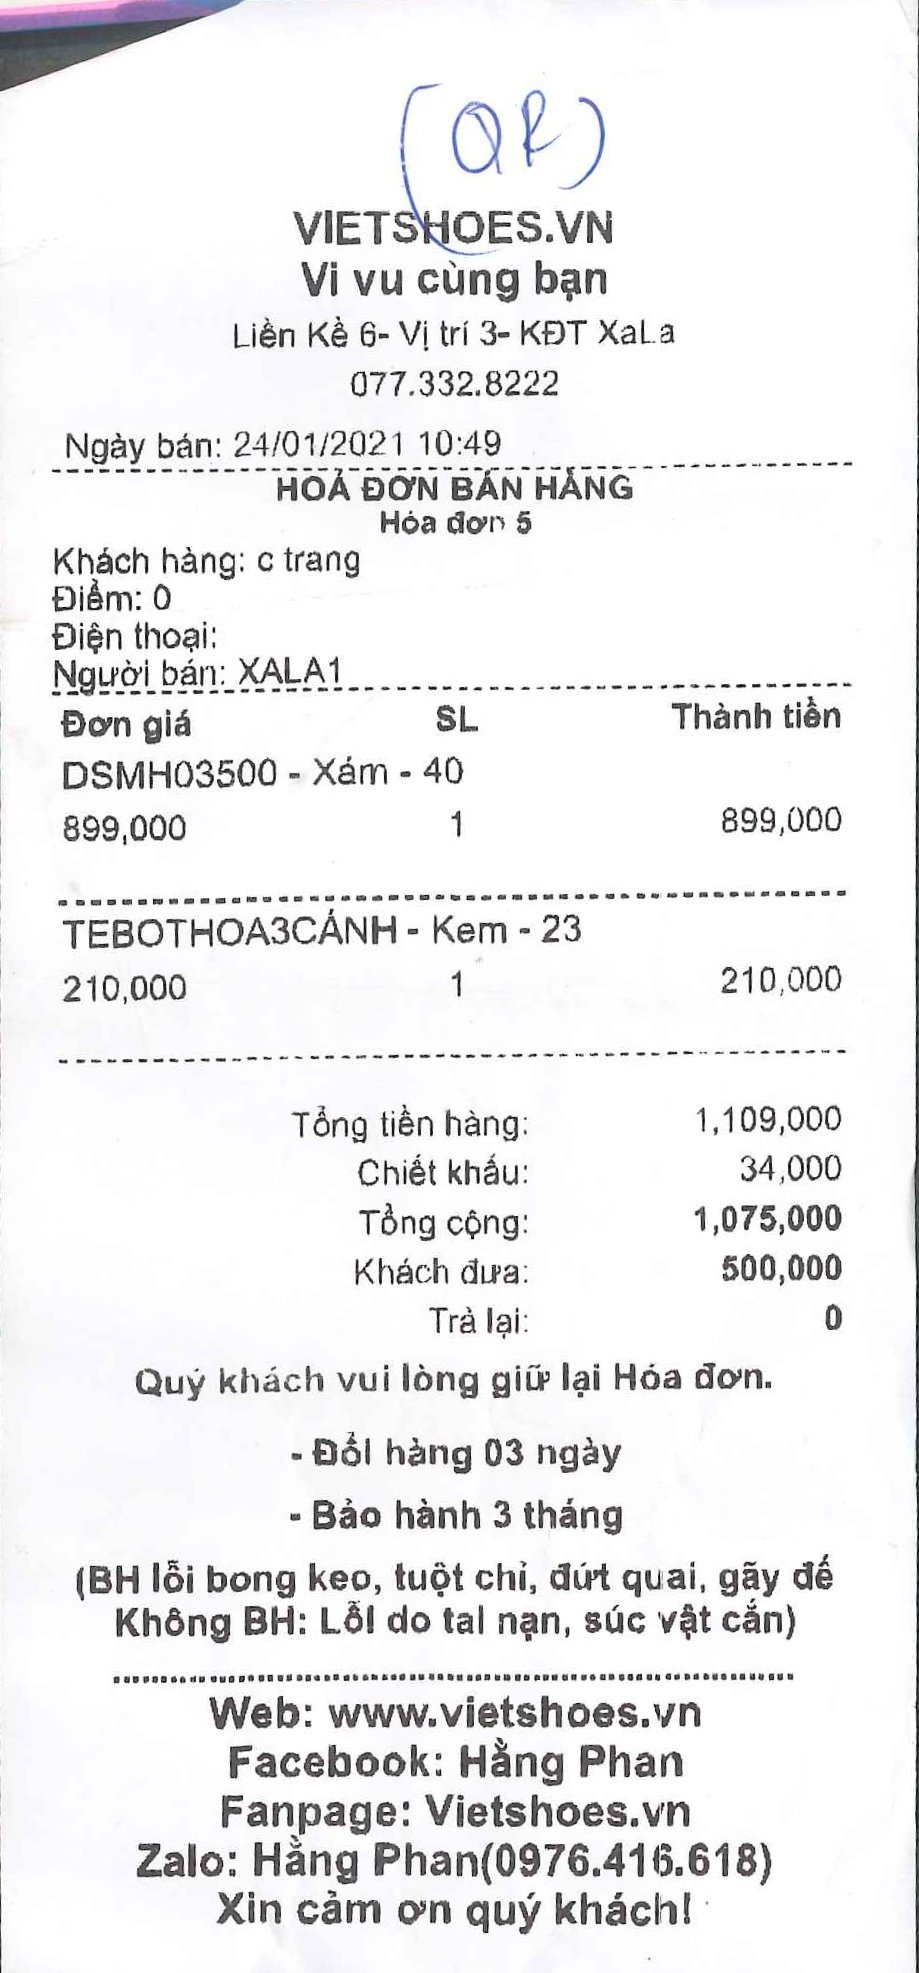 (QR)
VIETSHOES.VN
Vi vu cùng bạn
Liền Kề 6- Vị trí 3- KĐT XaLa
077.332.8222
Ngày bán: 24/01/2021 10:49
HOÁ ĐƠN BÁN HÀNG
Hóa đơn 5
Khách hàng: c trang
Điểm: 0
Điện thoại:
Người bán: XALA1
Đơn giá SL Thành tiền
DSMH03500 - Xám - 40
899,000 1 899,000
TEBOTHOA3CÁNH - Kem - 23
210,000 1 210,000
Tổng tiền hàng: 1,109,000
Chiết khấu: 34,000
Tổng cộng: 1,075,000
Khách đưa: 500,000
Trả lại: 0
Quý khách vui lòng giữ lại Hóa đơn.
- Đổi hàng 03 ngày
- Bảo hành 3 tháng
(BH lỗi bong keo, tuột chỉ, đứt quai, gãy đế
Không BH: Lỗi do tai nạn, súc vật cắn)
Web: www.vietshoes.vn
Facebook: Hằng Phan
Fanpage: Vietshoes.vn
Zalo: Hằng Phan(0976.416.618)
Xin cảm ơn quý khách!